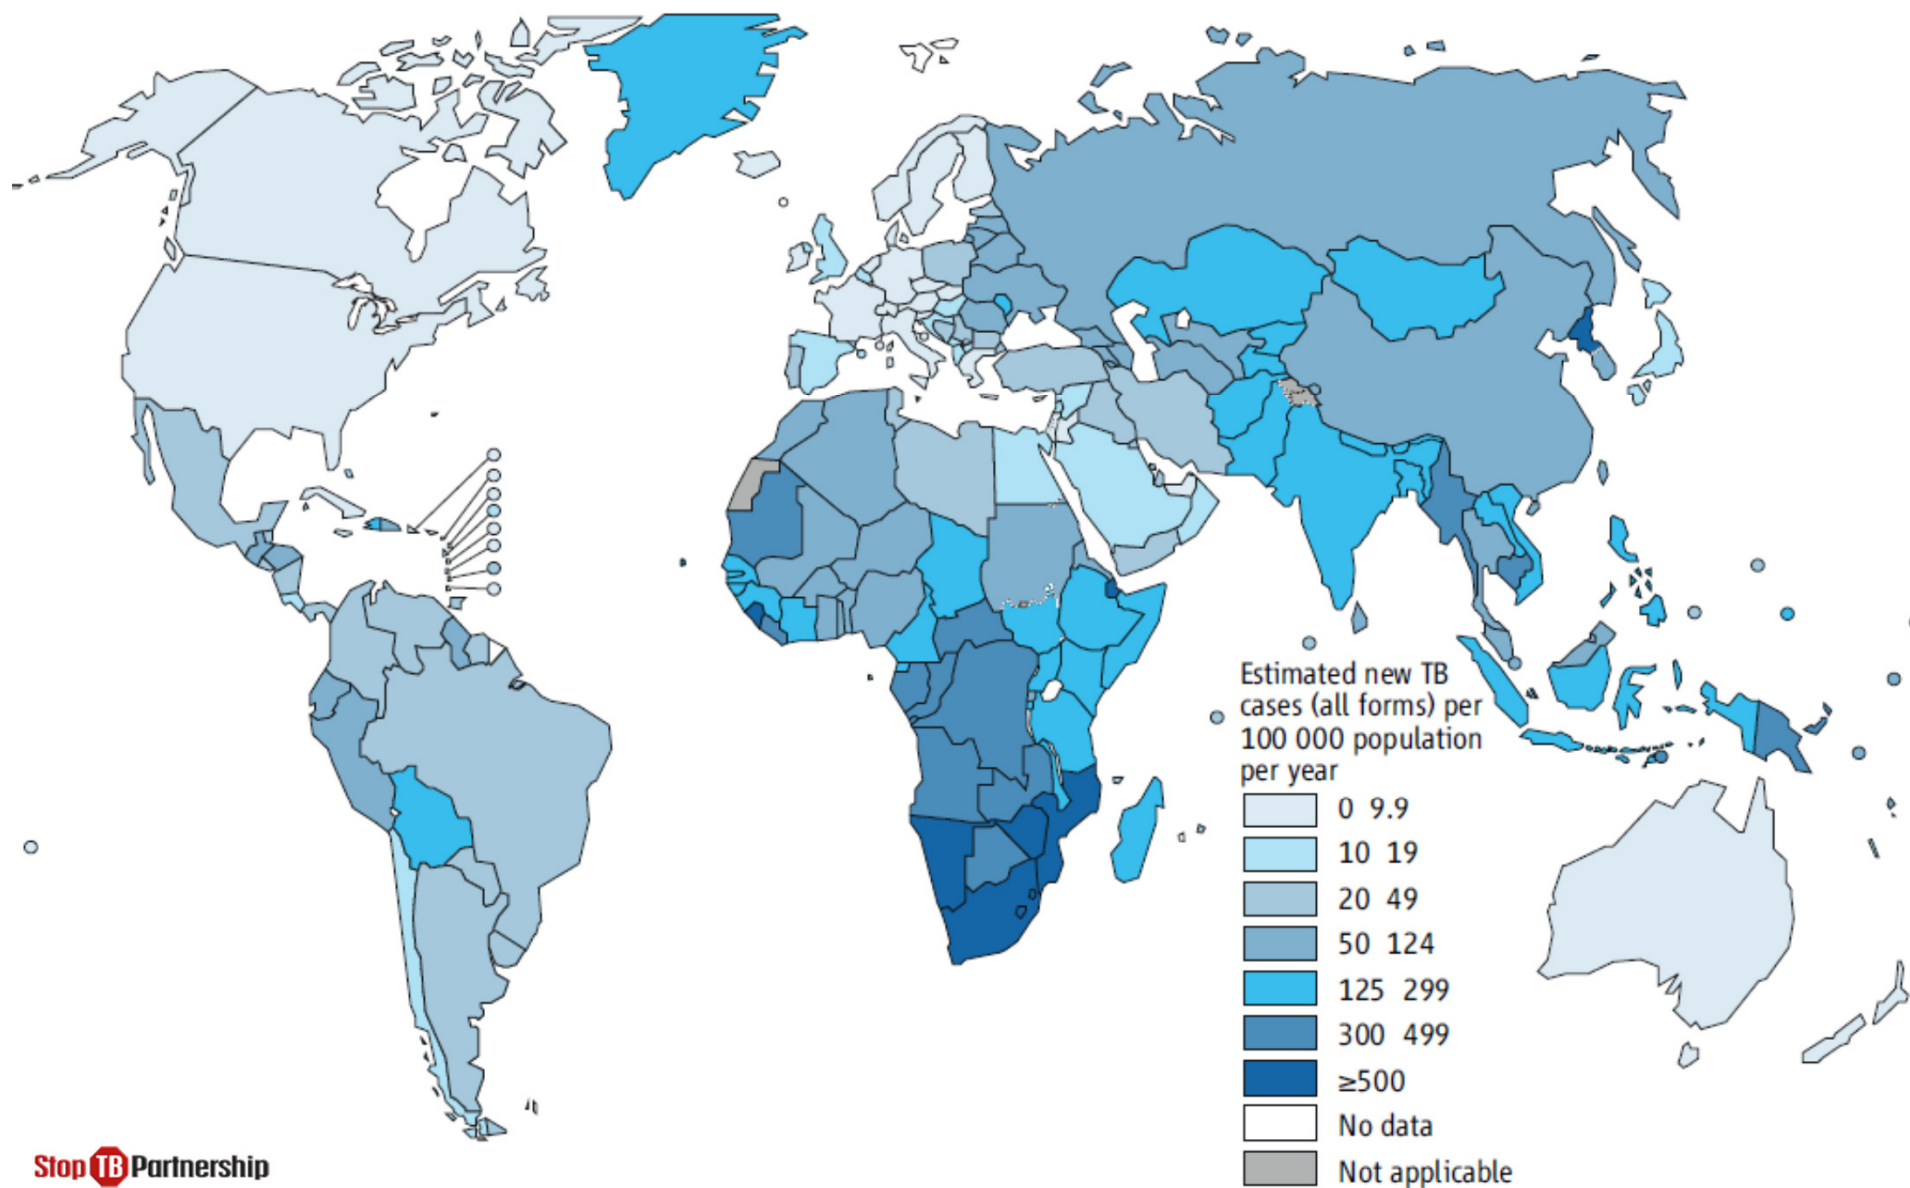 Estimated new TB
cases (all forms) per
100 000 population
per year
0 9.9
10 19
20 49
50 124
125 299
300 499
≥500
No data
Not applicable
Stop TB Partnership